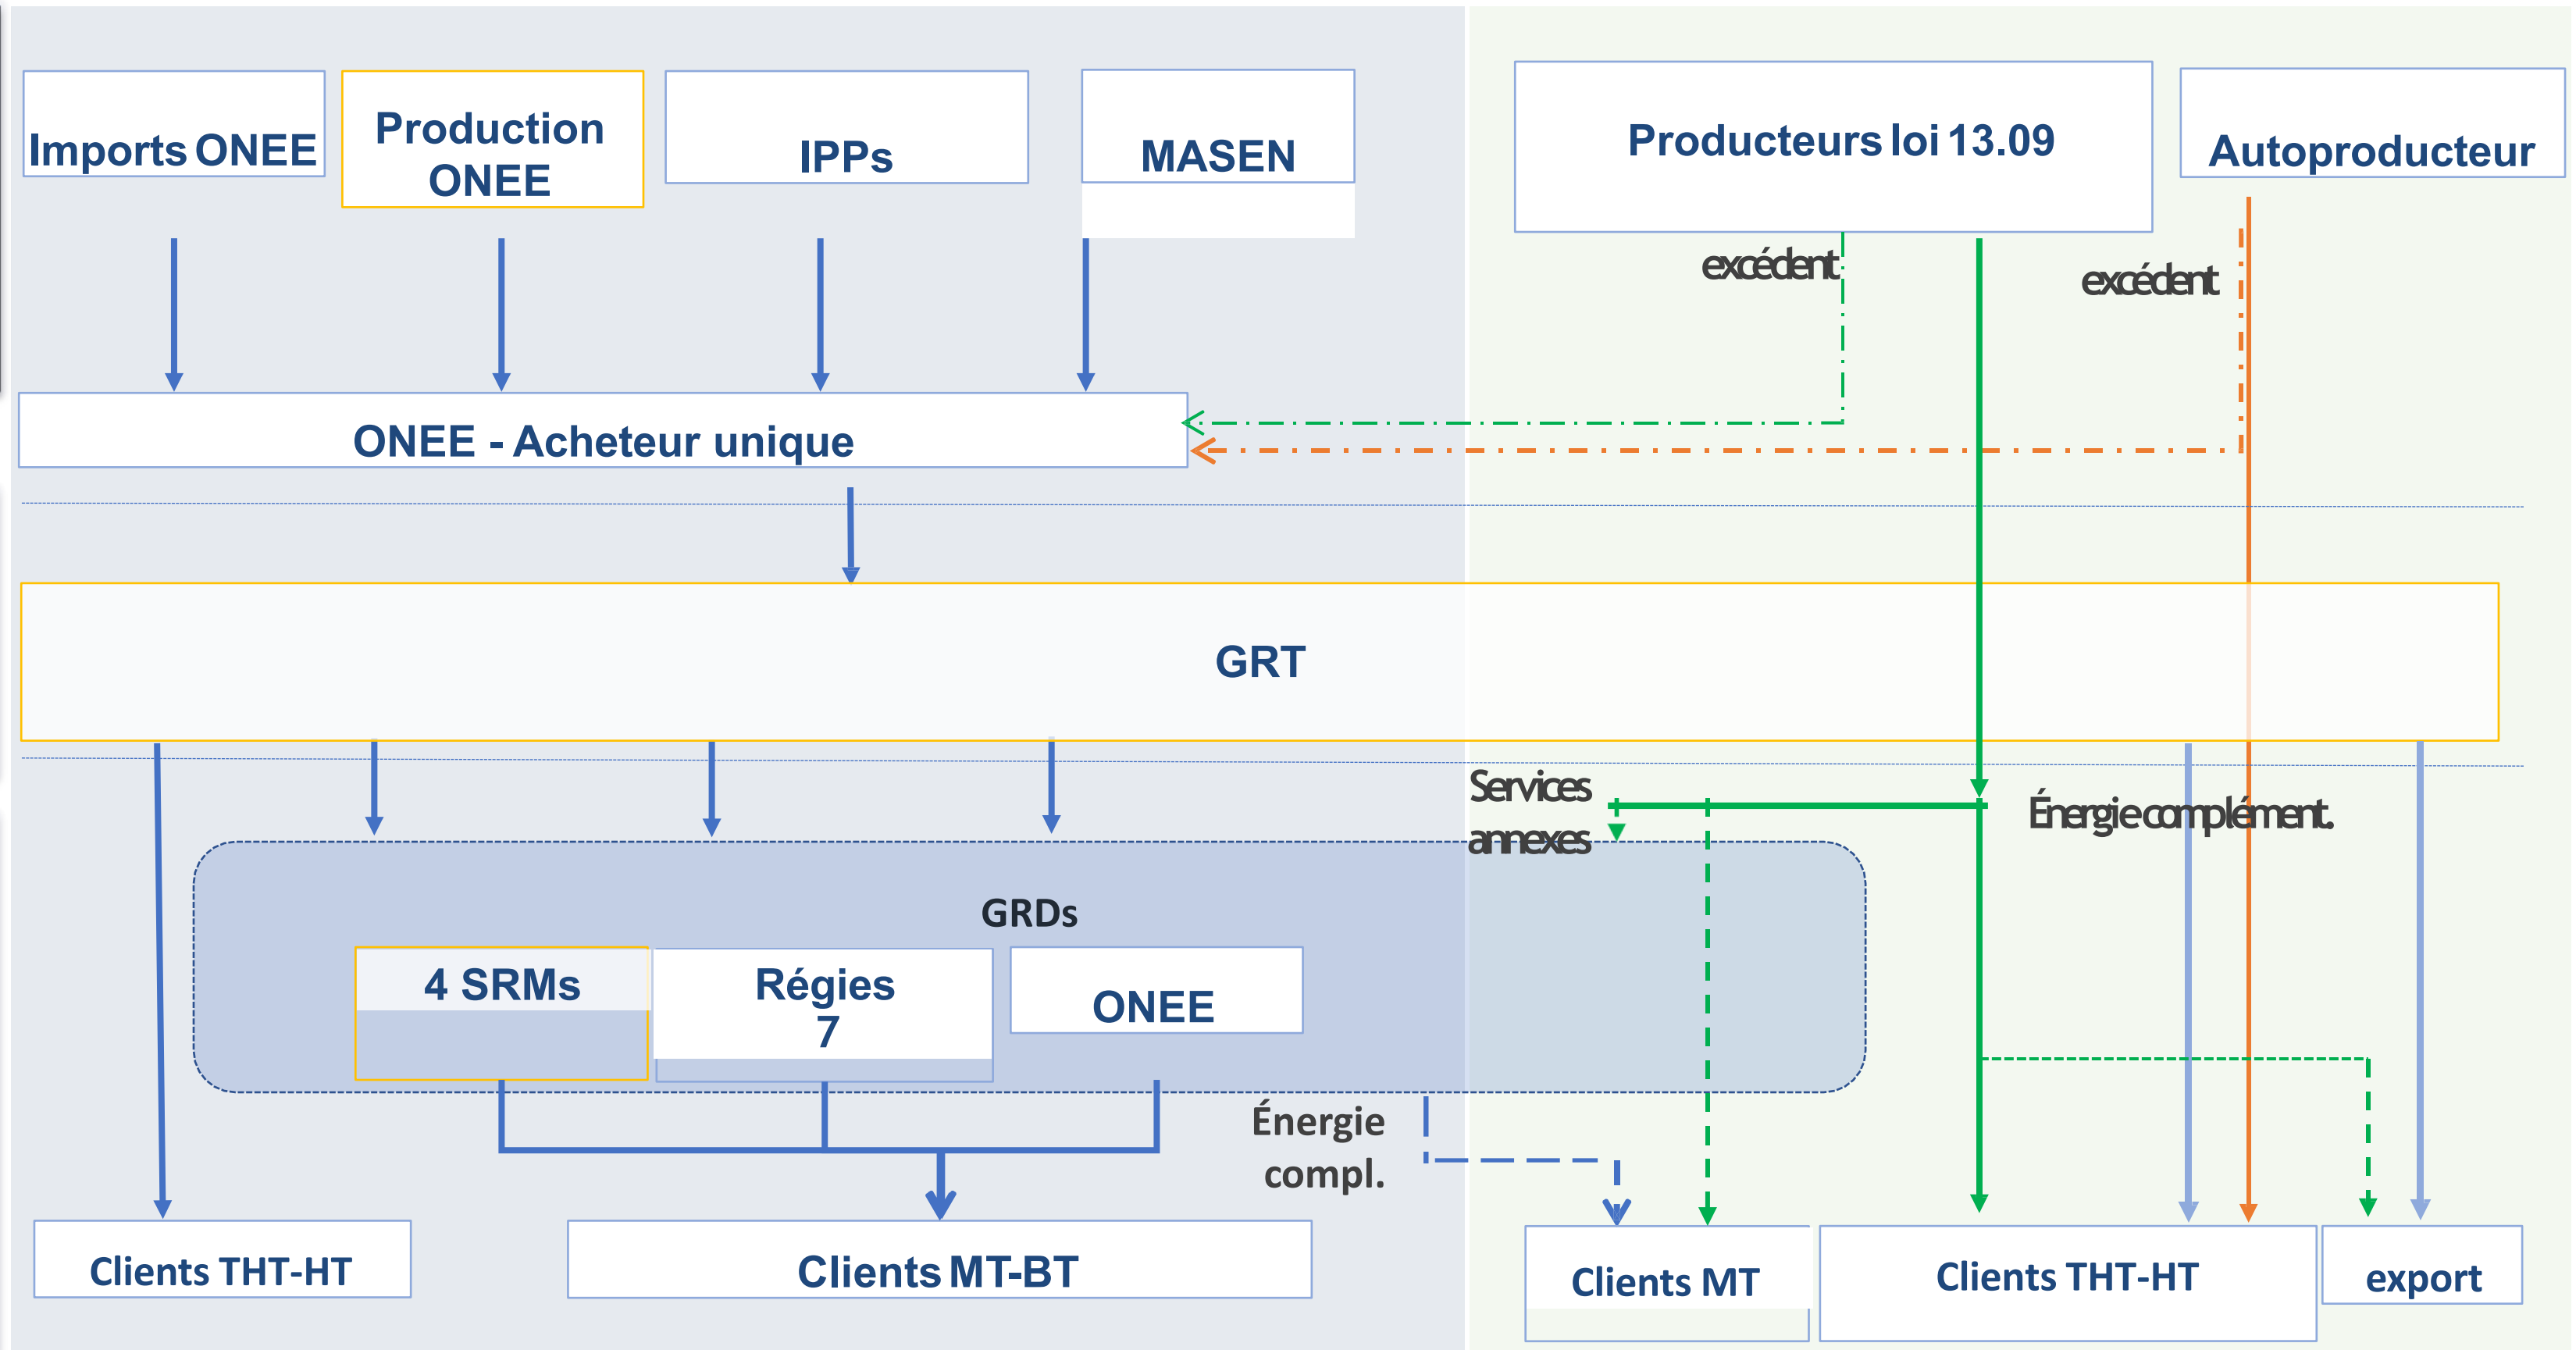 Imports ONEE
Production
ONEE
IPPs
MASEN
Producteurs loi 13.09
Autoproducteur
excédent
excédent
ONEE - Acheteur unique
GRT
Services
annexes
Énergie complément.
GRDs
4 SRMs
Régies
7
ONEE
Énergie
compl.
Clients THT-HT
Clients MT-BT
Clients MT
Clients THT-HT
export